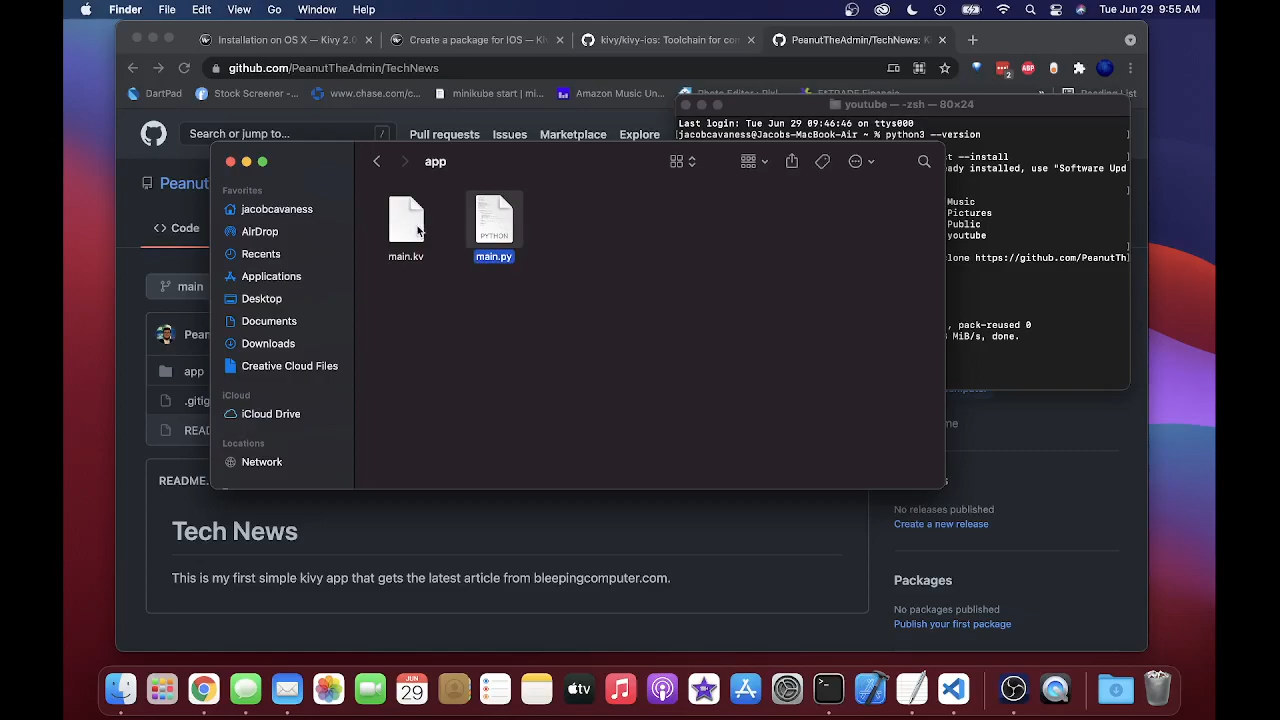 Finder File Edit View Go Window Help Tue Jun 29 9:55 AM
Installation on OS X — Kivy 2.0 Create a package for IOS — Ki kivy/kivy-ios: Toolchain for com PeanutTheAdmin/TechNews: K
github.com/PeanutTheAdmin/TechNews
2
DartPad Stock Screener -... www.chase.com/c... minikube start | mi... Amazon Music Un... Reading List
youtube — -zsh — 80×24
Last login: Tue Jun 29 09:46:46 on ttys000
jacobcavaness@Jacobs-MacBook-Air ~ % python3 --version
t --install
ady installed, use "Software Upd
Music
Pictures
Public
youtube
lone https://github.com/PeanutTh
, pack-reused 0
MiB/s, done.
Search or jump to... / Pull requests Issues Marketplace Explore
Peanut
<> Code
main
Pean
app
.gitig
READ
README.
Tech News
This is my first simple kivy app that gets the latest article from bleepingcomputer.com.
app
Favorites
jacobcavaness
AirDrop
Recents
Applications
Desktop
Documents
Downloads
Creative Cloud Files
iCloud
iCloud Drive
Locations
Network
main.kv
PYTHON
main.py
No releases published
Create a new release
Packages
No packages published
Publish your first package
JUN
29
tv